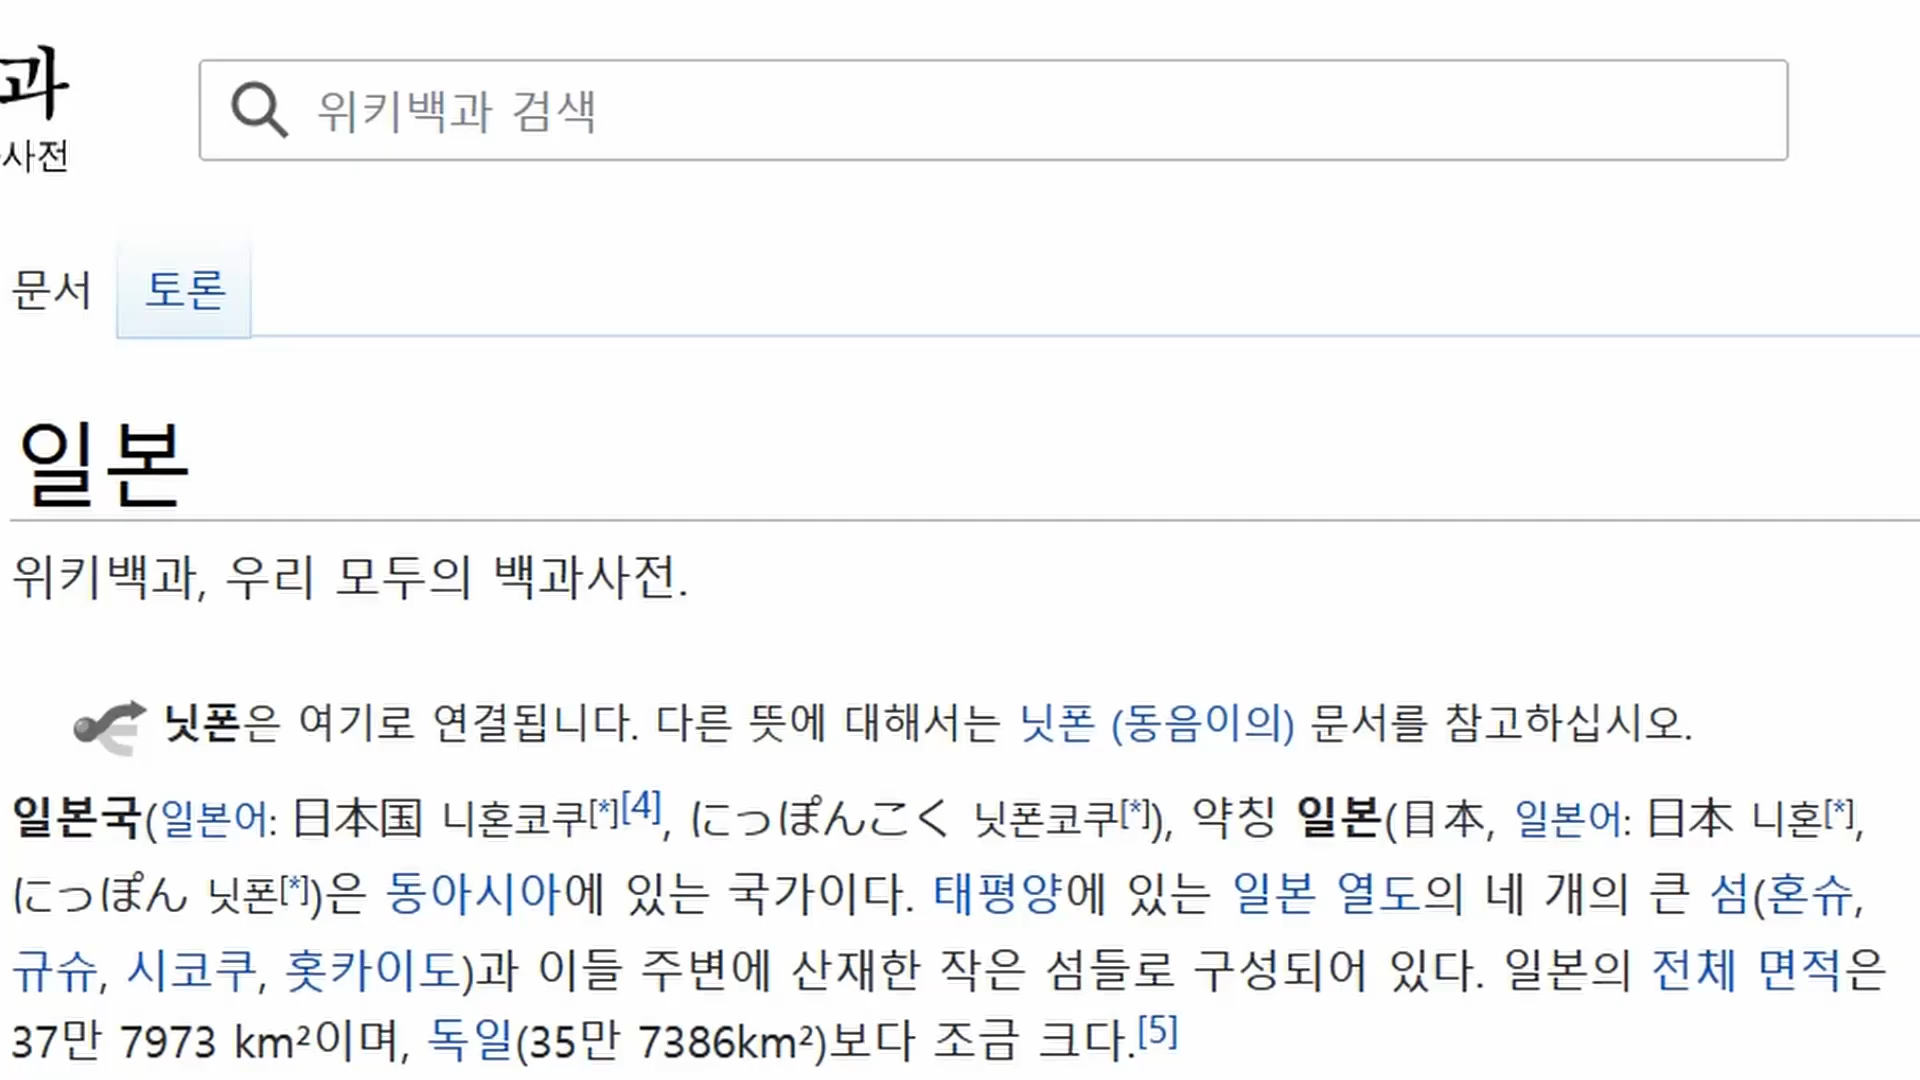 과
사전
위키백과 검색
문서 토론
일본
위키백과, 우리 모두의 백과사전.
닛폰은 여기로 연결됩니다. 다른 뜻에 대해서는 닛폰 (동음이의) 문서를 참고하십시오.
일본국(일본어: 日本国 니혼코쿠[*][4], にっぽんこく 닛폰코쿠[*]), 약칭 일본(日本, 일본어: 日本 니혼[*],
にっぽん 닛폰[*])은 동아시아에 있는 국가이다. 태평양에 있는 일본 열도의 네 개의 큰 섬(혼슈,
규슈, 시코쿠, 홋카이도)과 이들 주변에 산재한 작은 섬들로 구성되어 있다. 일본의 전체 면적은
37만 7973 km²이며, 독일(35만 7386km²)보다 조금 크다.[5]